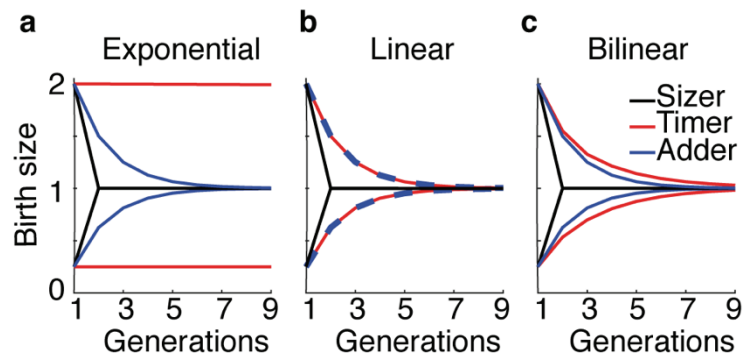 a
Exponential
b
Linear
c
Bilinear
Birth size
2
1
0
1 3 5 7 9
Generations
1 3 5 7 9
Generations
1 3 5 7 9
Generations
Sizer
Timer
Adder